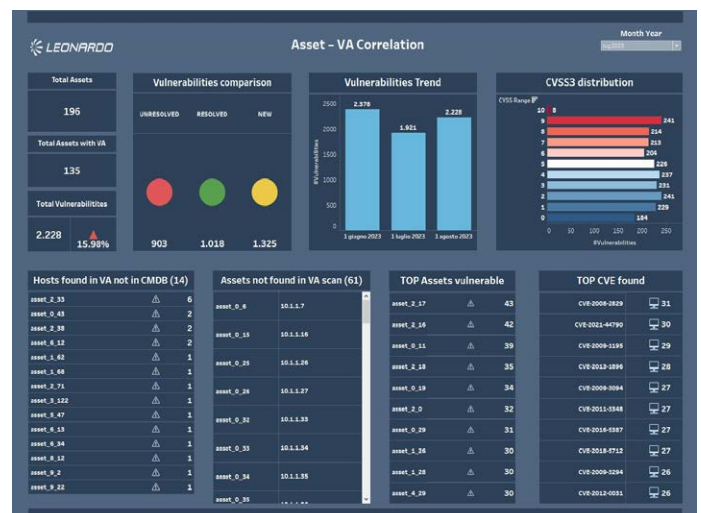 LEONARDO
Asset – VA Correlation
Month Year
Total Assets
196
Total Assets with VA
135
Total Vulnerabilitites
2.228
15.98%
Vulnerabilities comparison
UNRESOLVED RESOLVED NEW
903 1.018 1.325
Vulnerabilities Trend
#Vulnerabilities
2500
2000
1500
1000
500
0
2.378
1.921
2.228
1 giugno 2023 1 luglio 2023 1 agosto 2023
CVSS3 distribution
CVSS Range
10 8
9 241
8 214
7 213
6 204
5 226
4 237
3 231
2 241
1 229
0 184
0 50 100 150 200 250
#Vulnerabilities
Hosts found in VA not in CMDB (14)
asset_2_33 6
asset_0_43 2
asset_2_38 2
asset_6_12 2
asset_1_62 1
asset_1_68 1
asset_2_71 1
asset_3_122 1
asset_5_47 1
asset_6_13 1
asset_6_34 1
asset_8_12 1
asset_9_2 1
asset_9_22 1
Assets not found in VA scan (61)
asset_0_6 10.1.1.7
asset_0_15 10.1.1.16
asset_0_25 10.1.1.26
asset_0_26 10.1.1.27
asset_0_32 10.1.1.33
asset_0_33 10.1.1.34
asset_0_34 10.1.1.35
asset_0_35
TOP Assets vulnerable
asset_2_17 43
asset_2_16 42
asset_0_11 39
asset_2_18 35
asset_0_19 34
asset_2_0 32
asset_0_29 31
asset_1_26 30
asset_1_28 30
asset_4_29 30
TOP CVE found
CVE-2008-2829 31
CVE-2021-44790 30
CVE-2009-1195 29
CVE-2013-1896 28
CVE-2009-3094 27
CVE-2011-3348 27
CVE-2016-5387 27
CVE-2018-5712 27
CVE-2009-5294 26
CVE-2012-0031 26